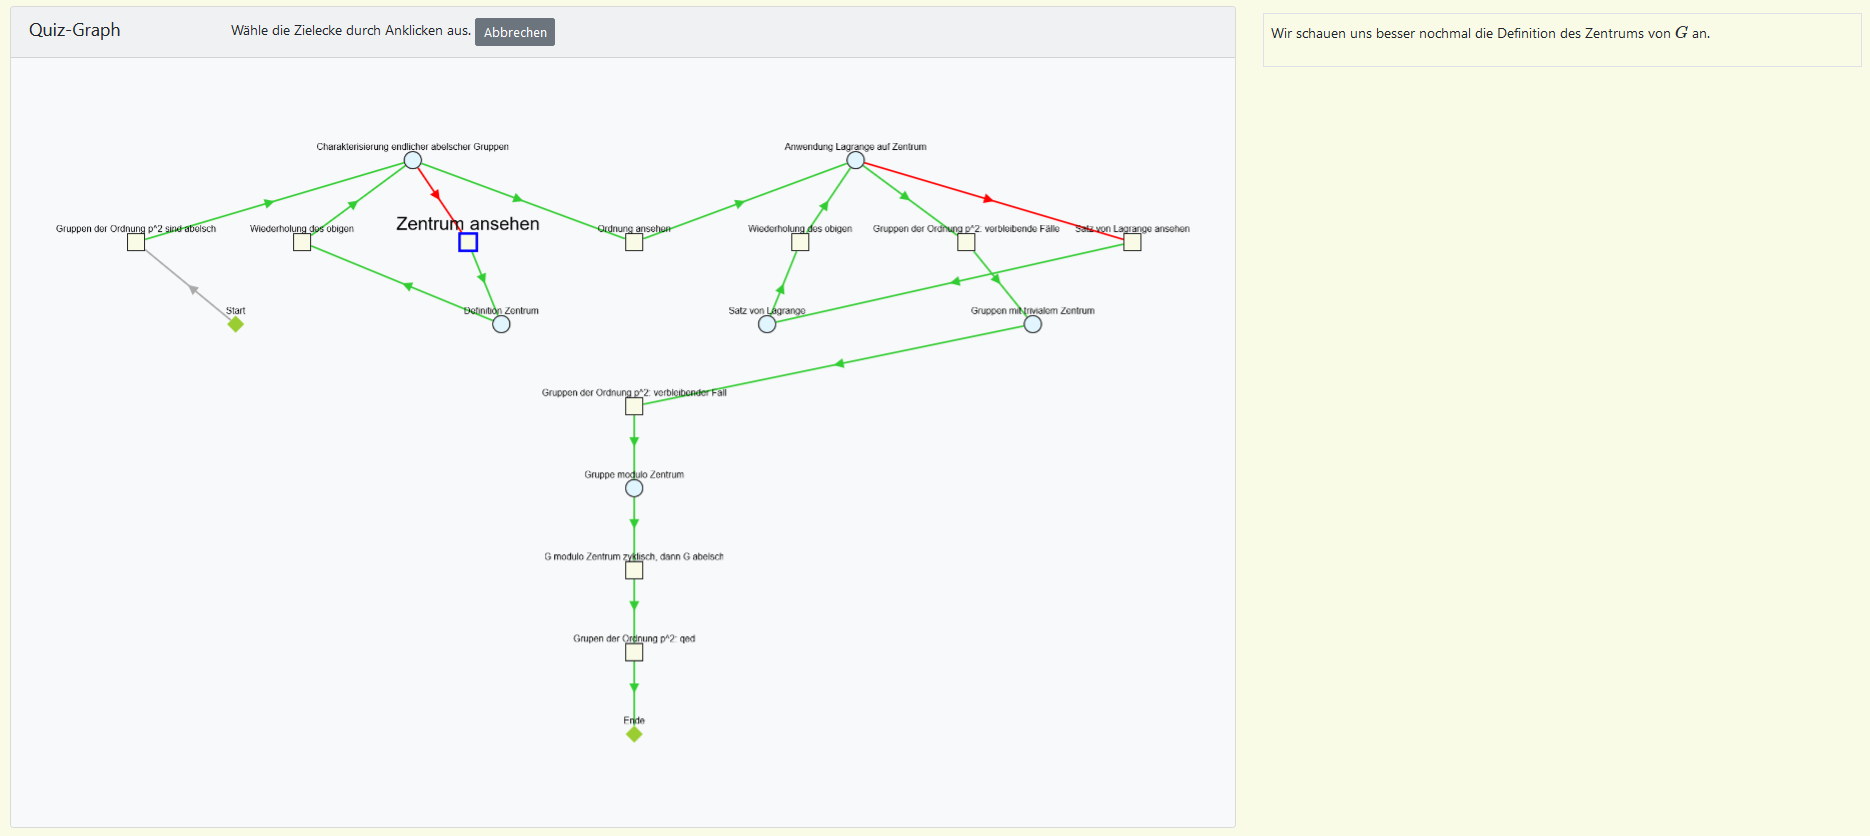 Quiz-Graph
Wähle die Zielecke durch Anklicken aus.
Abbrechen
Wir schauen uns besser nochmal die Definition des Zentrums von G an.
Charakterisierung endlicher abelscher Gruppen
Anwendung Lagrange auf Zentrum
Gruppen der Ordnung p^2 sind abelsch
Wiederholung des obigen
Zentrum ansehen
Ordnung ansehen
Wiederholung des obigen
Gruppen der Ordnung p^2: verbleibende Fälle
Satz von Lagrange ansehen
Start
Definition Zentrum
Satz von Lagrange
Gruppen mit trivialem Zentrum
Gruppen der Ordnung p^2: verbleibender Fall
Gruppe modulo Zentrum
G modulo Zentrum zyklisch, dann G abelsch
Grupen der Ordnung p^2: qed
Ende